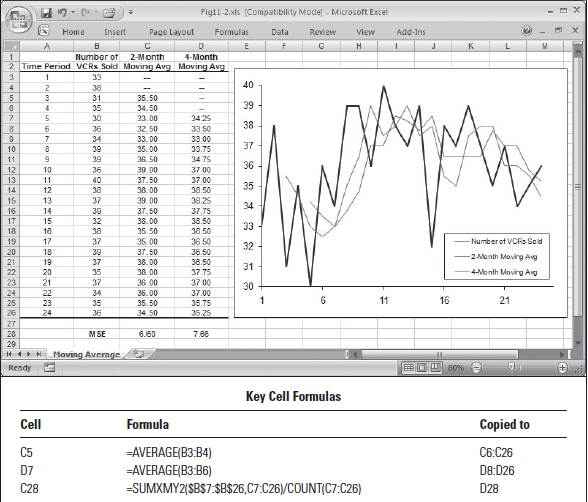 Fig11-2.xls [Compatibility Mode] - Microsoft Excel
Home Insert Page Layout Formulas Data Review View Add-Ins
A B C D E F G H I J K L M
1 Number of 2-Month 4-Month
2 Time Period VCRs Sold Moving Avg Moving Avg
3 1 33 -- --
4 2 38 -- --
5 3 31 35.50 --
6 4 35 34.50 --
7 5 30 33.00 34.25
8 6 36 32.50 33.50
9 7 34 33.00 33.00
10 8 39 35.00 33.75
11 9 39 36.50 34.75
12 10 36 39.00 37.00
13 11 40 37.50 37.00
14 12 38 38.00 38.50
15 13 37 39.00 38.25
16 14 39 37.50 37.75
17 15 32 38.00 38.50
18 16 38 35.50 36.50
19 17 37 35.00 36.50
20 18 39 37.50 36.50
21 19 37 38.00 36.50
22 20 35 38.00 37.75
23 21 37 36.00 37.00
24 22 34 36.00 37.00
25 23 35 35.50 35.75
26 24 36 34.50 35.25
27
28 MSE 6.60 7.66
29
40
39
38
37
36
35
34
33
32
31
30
1 6 11 16 21
Number of VCRs Sold
2-Month Moving Avg
4-Month Moving Avg
Moving Average
Ready 80%
Key Cell Formulas
Cell Formula Copied to
C5 =AVERAGE(B3:B4) C6:C26
D7 =AVERAGE(B3:B6) D8:D26
C28 =SUMXMY2($B$7:$B$26,C7:C26)/COUNT(C7:C26) D28